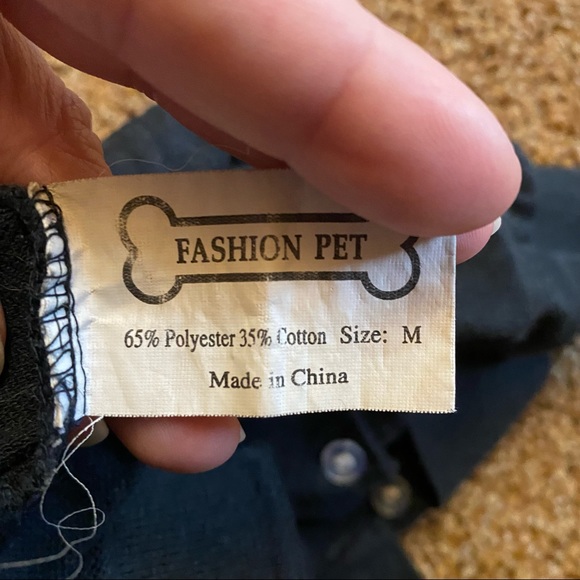 FASHION PET
65% Polyester 35% Cotton Size: M
Made in China